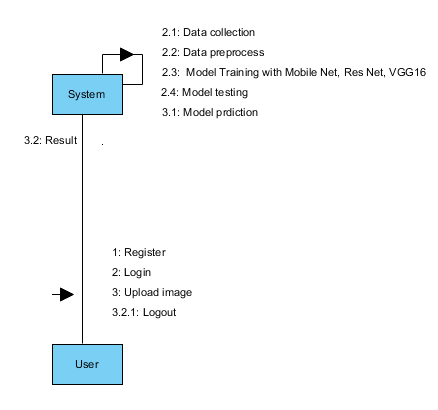 2.1: Data collection
2.2: Data preprocess
2.3:  Model Training with Mobile Net, Res Net, VGG16
2.4: Model testing
3.1: Model prdiction
System
3.2: Result
1: Register
2: Login
3: Upload image
3.2.1: Logout
User